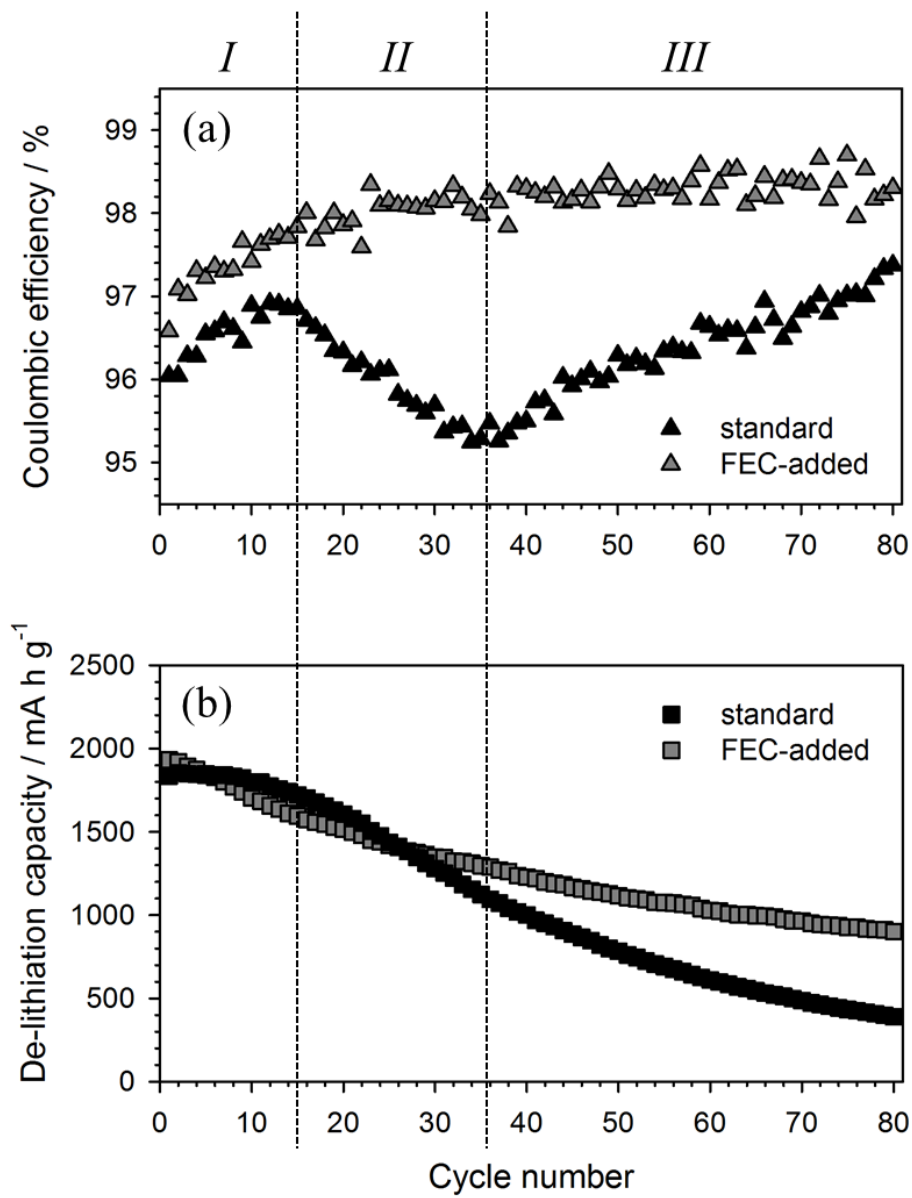 I II III
(a)
Coulombic efficiency / %
99
98
97
96
95
standard
FEC-added
0 10 20 30 40 50 60 70 80
(b)
De-lithiation capacity / mA h g⁻¹
2500
2000
1500
1000
500
0
standard
FEC-added
0 10 20 30 40 50 60 70 80
Cycle number